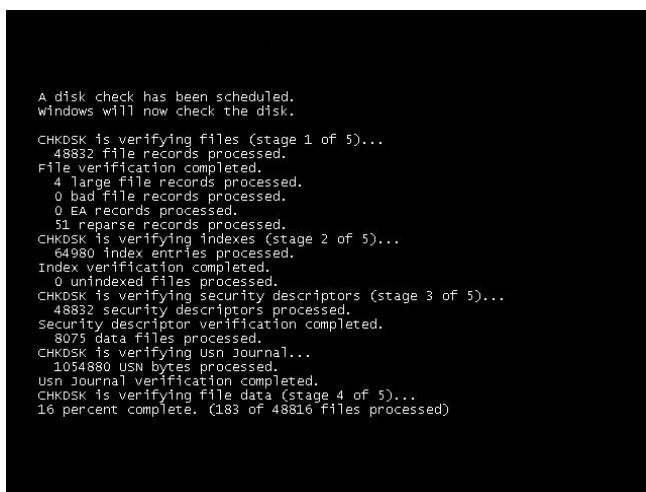 A disk check has been scheduled.
Windows will now check the disk.
CHKDSK is verifying files (stage 1 of 5)...
48832 file records processed.
File verification completed.
4 large file records processed.
0 bad file records processed.
0 EA records processed.
51 reparse records processed.
CHKDSK is verifying indexes (stage 2 of 5)...
64980 index entries processed.
Index verification completed.
0 unindexed files processed.
CHKDSK is verifying security descriptors (stage 3 of 5)...
48832 security descriptors processed.
Security descriptor verification completed.
8075 data files processed.
CHKDSK is verifying Usn Journal...
1054880 USN bytes processed.
Usn Journal verification completed.
CHKDSK is verifying file data (stage 4 of 5)...
16 percent complete. (183 of 48816 files processed)